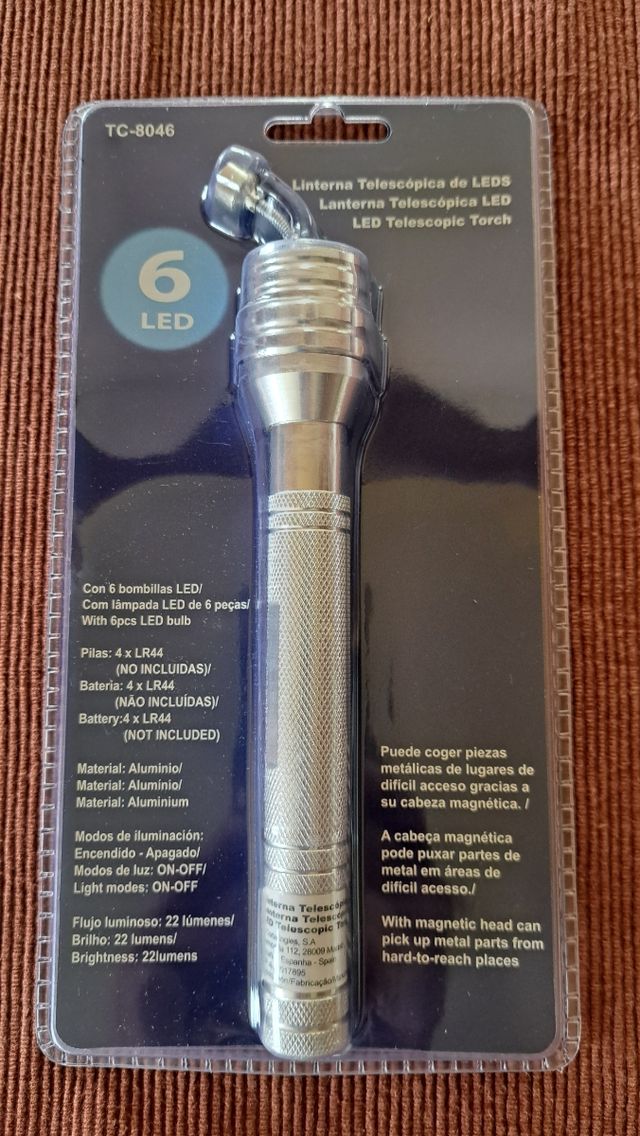 TC-8046
Linterna Telescópica de LEDS
Lanterna Telescópica LED
LED Telescopic Torch
6
LED
Con 6 bombillas LED/
Com lâmpada LED de 6 peças/
With 6pcs LED bulb
Pilas: 4 x LR44
(NO INCLUIDAS)/
Bateria: 4 x LR44
(NÃO INCLUÍDAS)/
Battery:4 x LR44
(NOT INCLUDED)
Material: Aluminio/
Material: Alumínio/
Material: Aluminium
Modos de iluminación:
Encendido - Apagado/
Modos de luz: ON-OFF/
Light modes: ON-OFF
Flujo luminoso: 22 lúmenes/
Brilho: 22 lumens/
Brightness: 22lumens
Puede coger piezas
metálicas de lugares de
difícil acceso gracias a
su cabeza magnética. /
A cabeça magnética
pode puxar partes de
metal em áreas de
difícil acesso./
With magnetic head can
pick up metal parts from
hard-to-reach places
S.A
112, 28009
Espanha - Spain